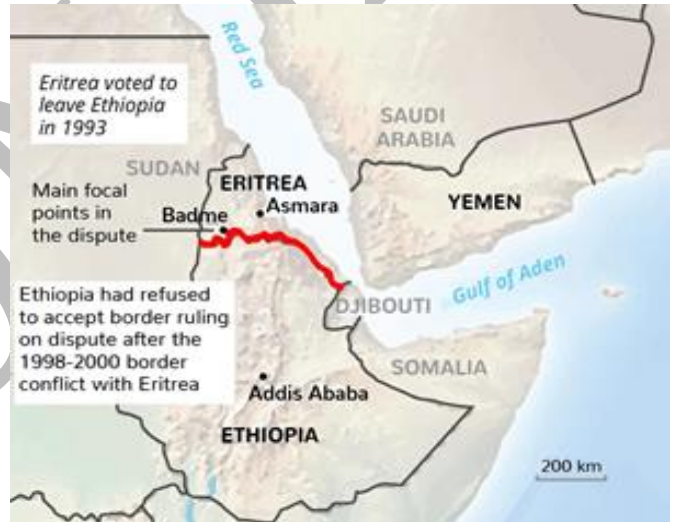 Red Sea
Eritrea voted to
leave Ethiopia
in 1993
SAUDI
ARABIA
SUDAN
ERITREA
Main focal
points in
the dispute
Badme
Asmara
YEMEN
Ethiopia had refused
to accept border ruling
on dispute after the
1998-2000 border
conflict with Eritrea
DJIBOUTI
Gulf of Aden
SOMALIA
Addis Ababa
ETHIOPIA
200 km